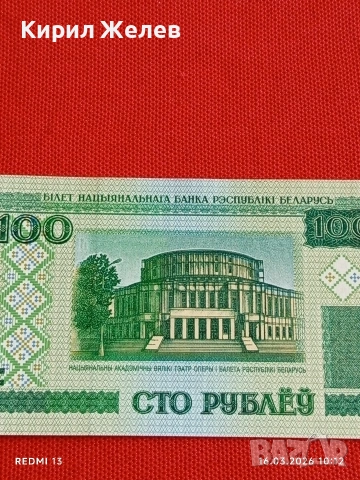 Кирил Желев
БІЛЕТ НАЦЫЯНАЛЬНАГА БАНКА РЭСПУБЛІКІ БЕЛАРУСЬ
100 100
НАЦЫЯНАЛЬНЫ АКАДЭМІЧНЫ ВЯЛІКІ ТЭАТР ОПЕРЫ І БАЛЕТА РЭСПУБЛІКІ БЕЛАРУСЬ
СТО РУБЛЁЎ
REDMI 13 16.03.2026 10:12
BAZAR